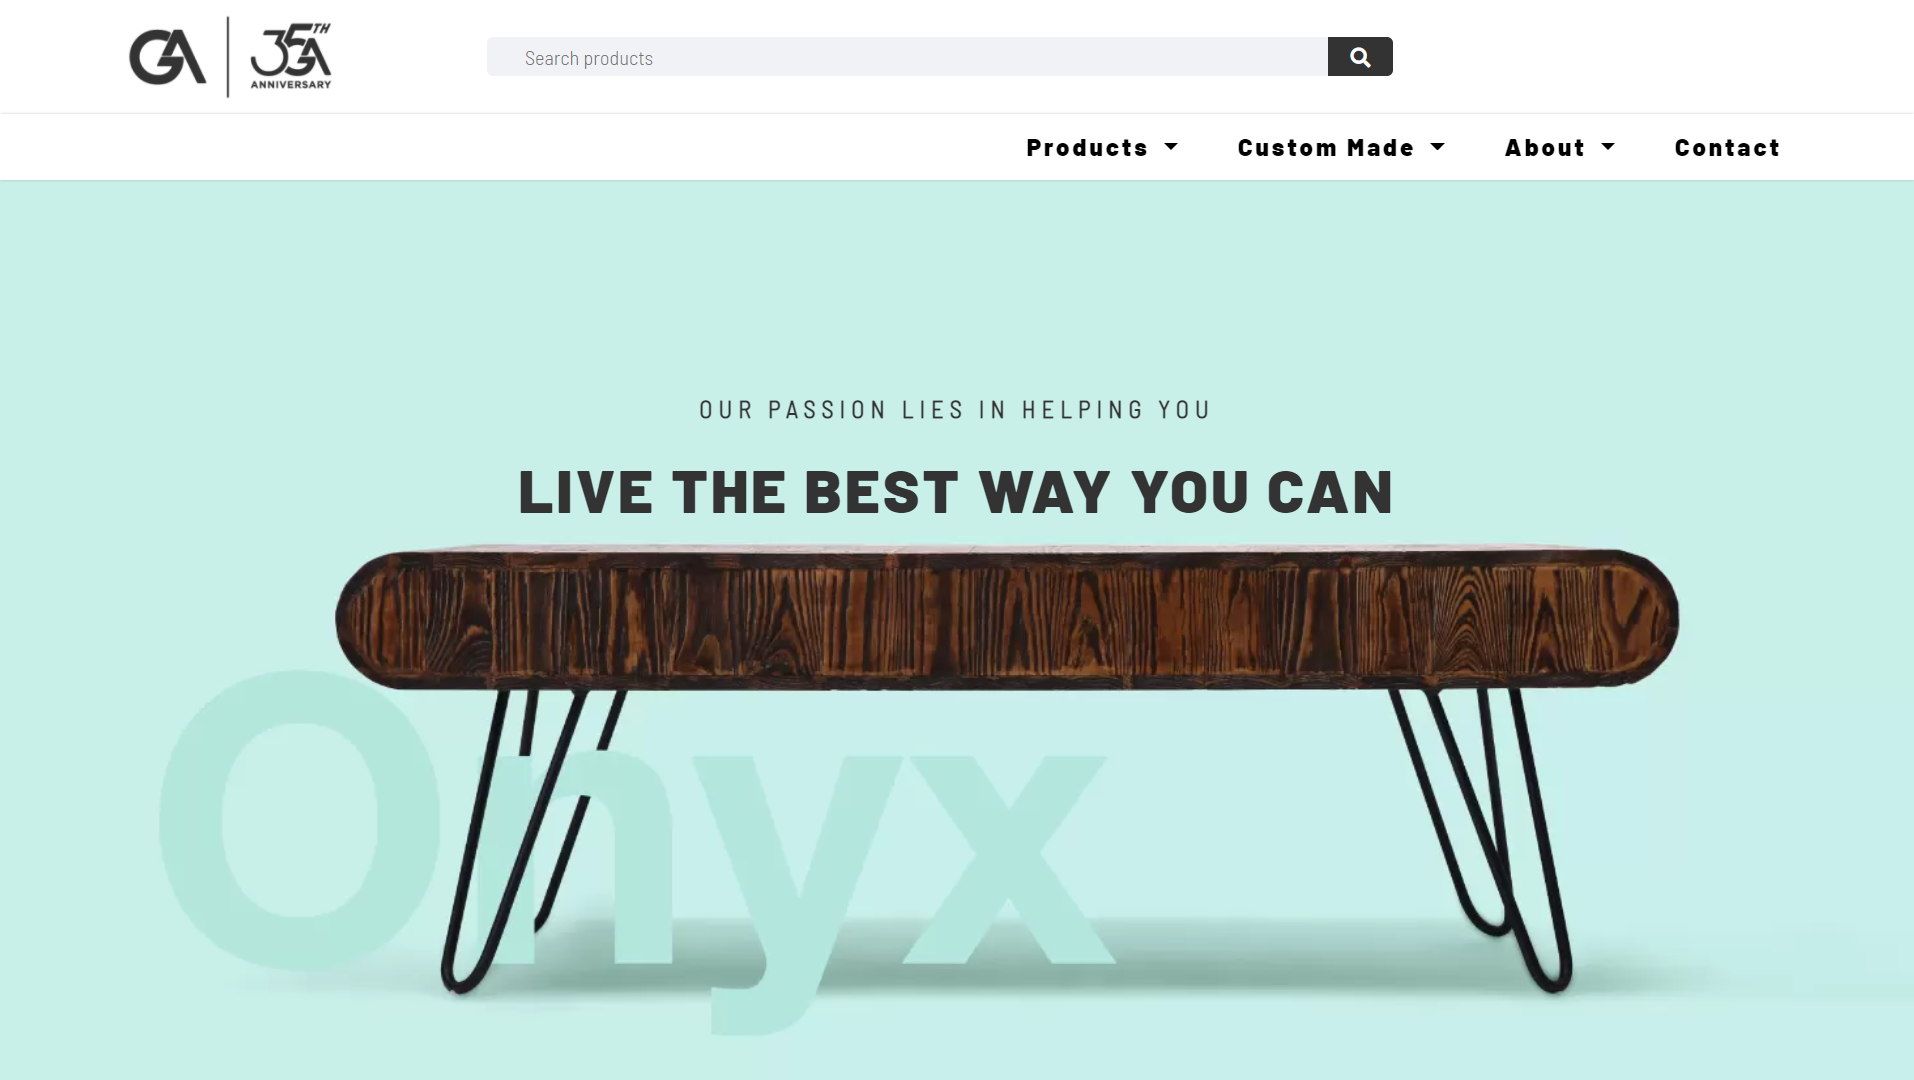 GA
35TH
GA
ANNIVERSARY
Search products
Products
Custom Made
About
Contact
OUR PASSION LIES IN HELPING YOU
LIVE THE BEST WAY YOU CAN
Onyx